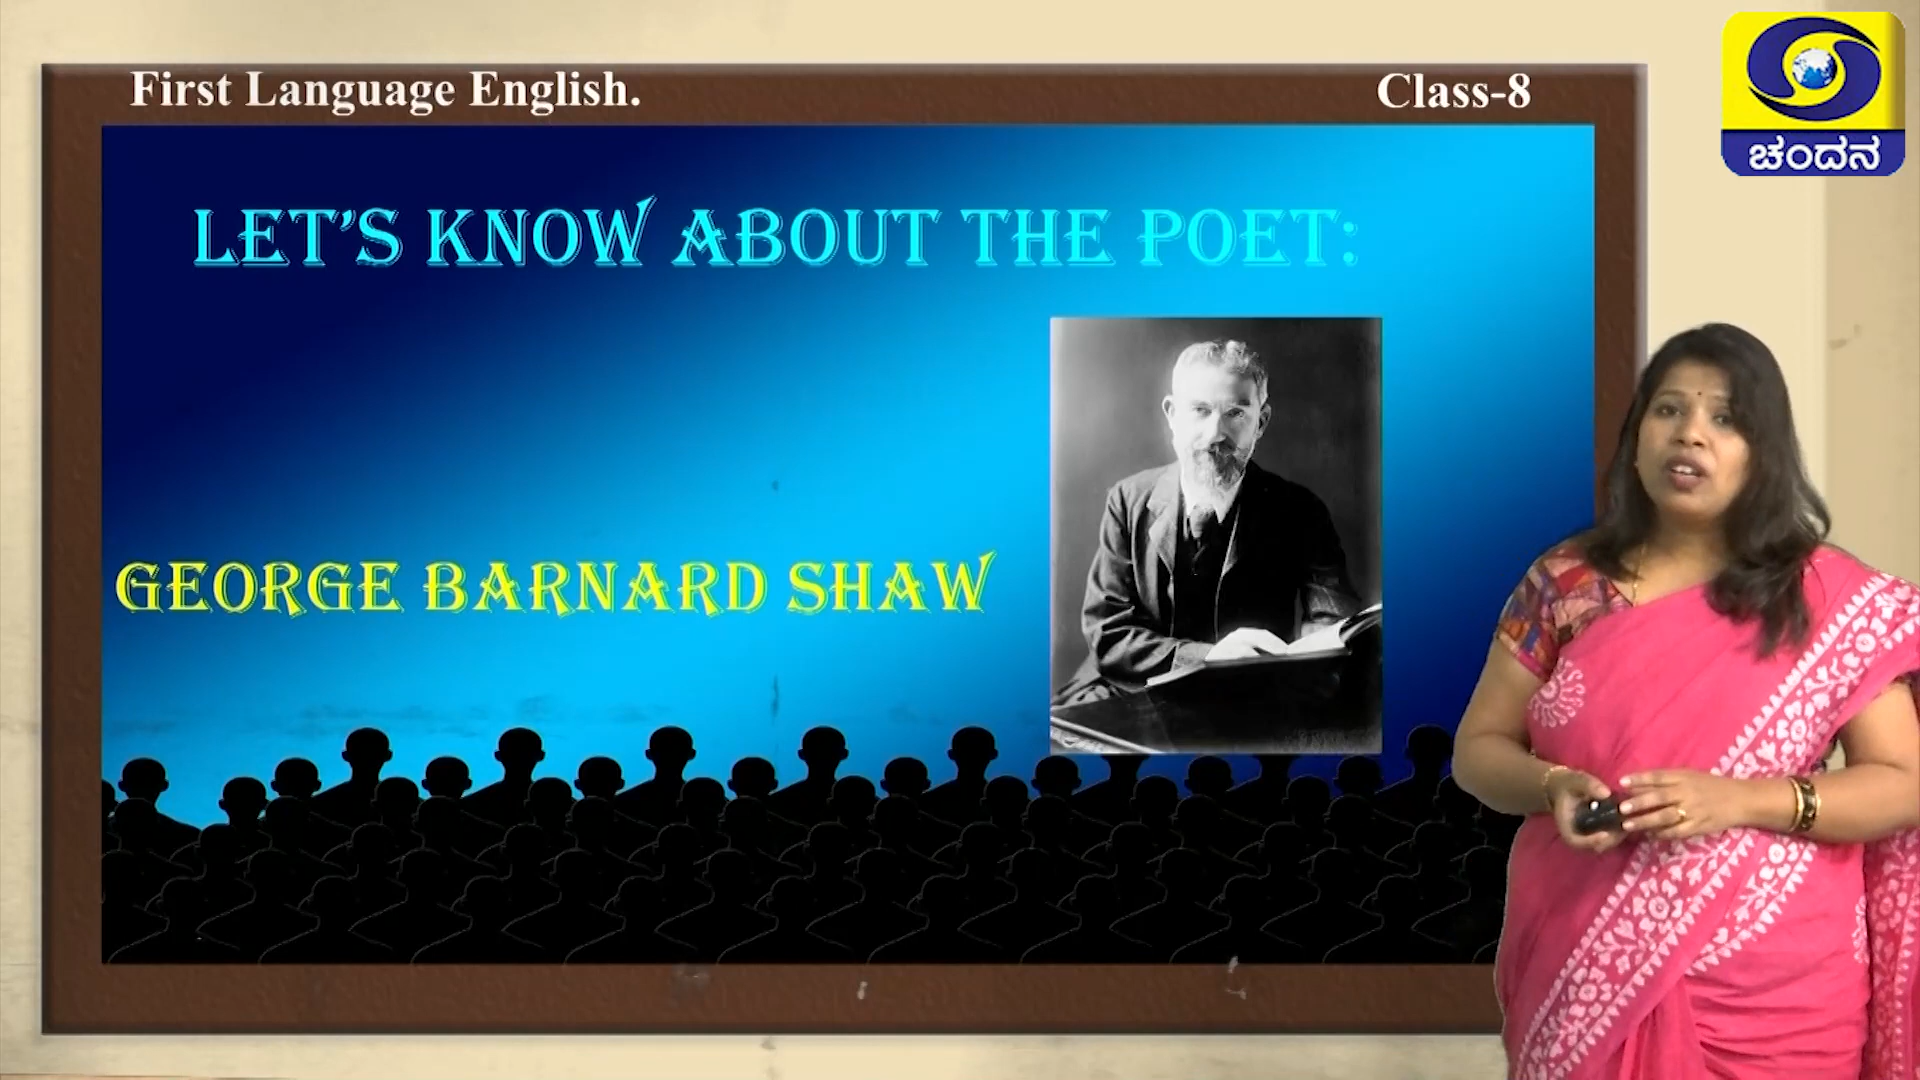 First Language English.
Class-8
ಚಂದನ
LET'S KNOW ABOUT THE POET:
GEORGE BARNARD SHAW